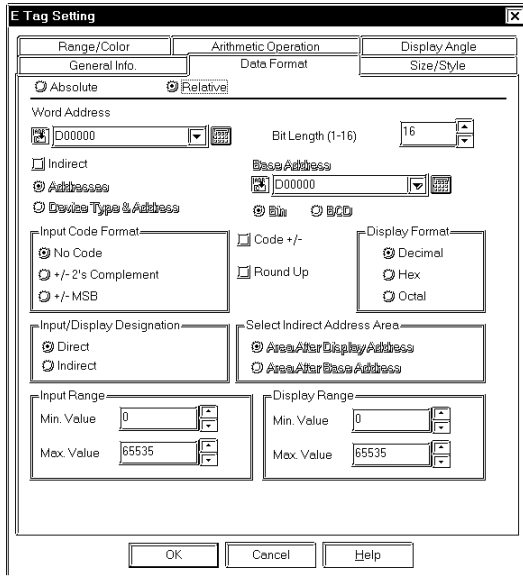 E Tag Setting
Range/Color Arithmetic Operation Display Angle
General Info. Data Format Size/Style
Absolute Relative
Word Address
D00000 Bit Length (1-16) 16
Indirect Base Address
Addresses D00000
Device Type & Address Bin BCD
Input Code Format Code +/- Display Format
No Code Decimal
+/- 2's Complement Round Up Hex
+/- MSB Octal
Input/Display Designation Select Indirect Address Area
Direct Area After Display Address
Indirect Area After Base Address
Input Range Display Range
Min. Value 0 Min. Value 0
Max. Value 65535 Max. Value 65535
OK Cancel Help